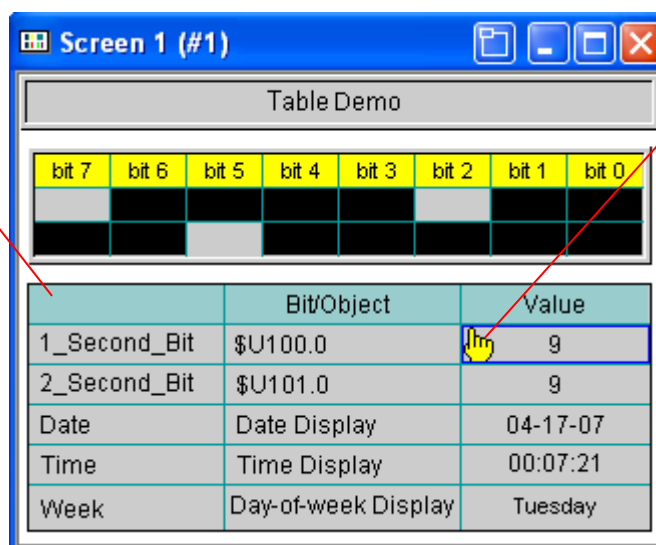 Screen 1 (#1)
Table Demo
bit 7 bit 6 bit 5 bit 4 bit 3 bit 2 bit 1 bit 0
Bit/Object Value
1_Second_Bit $U100.0 9
2_Second_Bit $U101.0 9
Date Date Display 04-17-07
Time Time Display 00:07:21
Week Day-of-week Display Tuesday